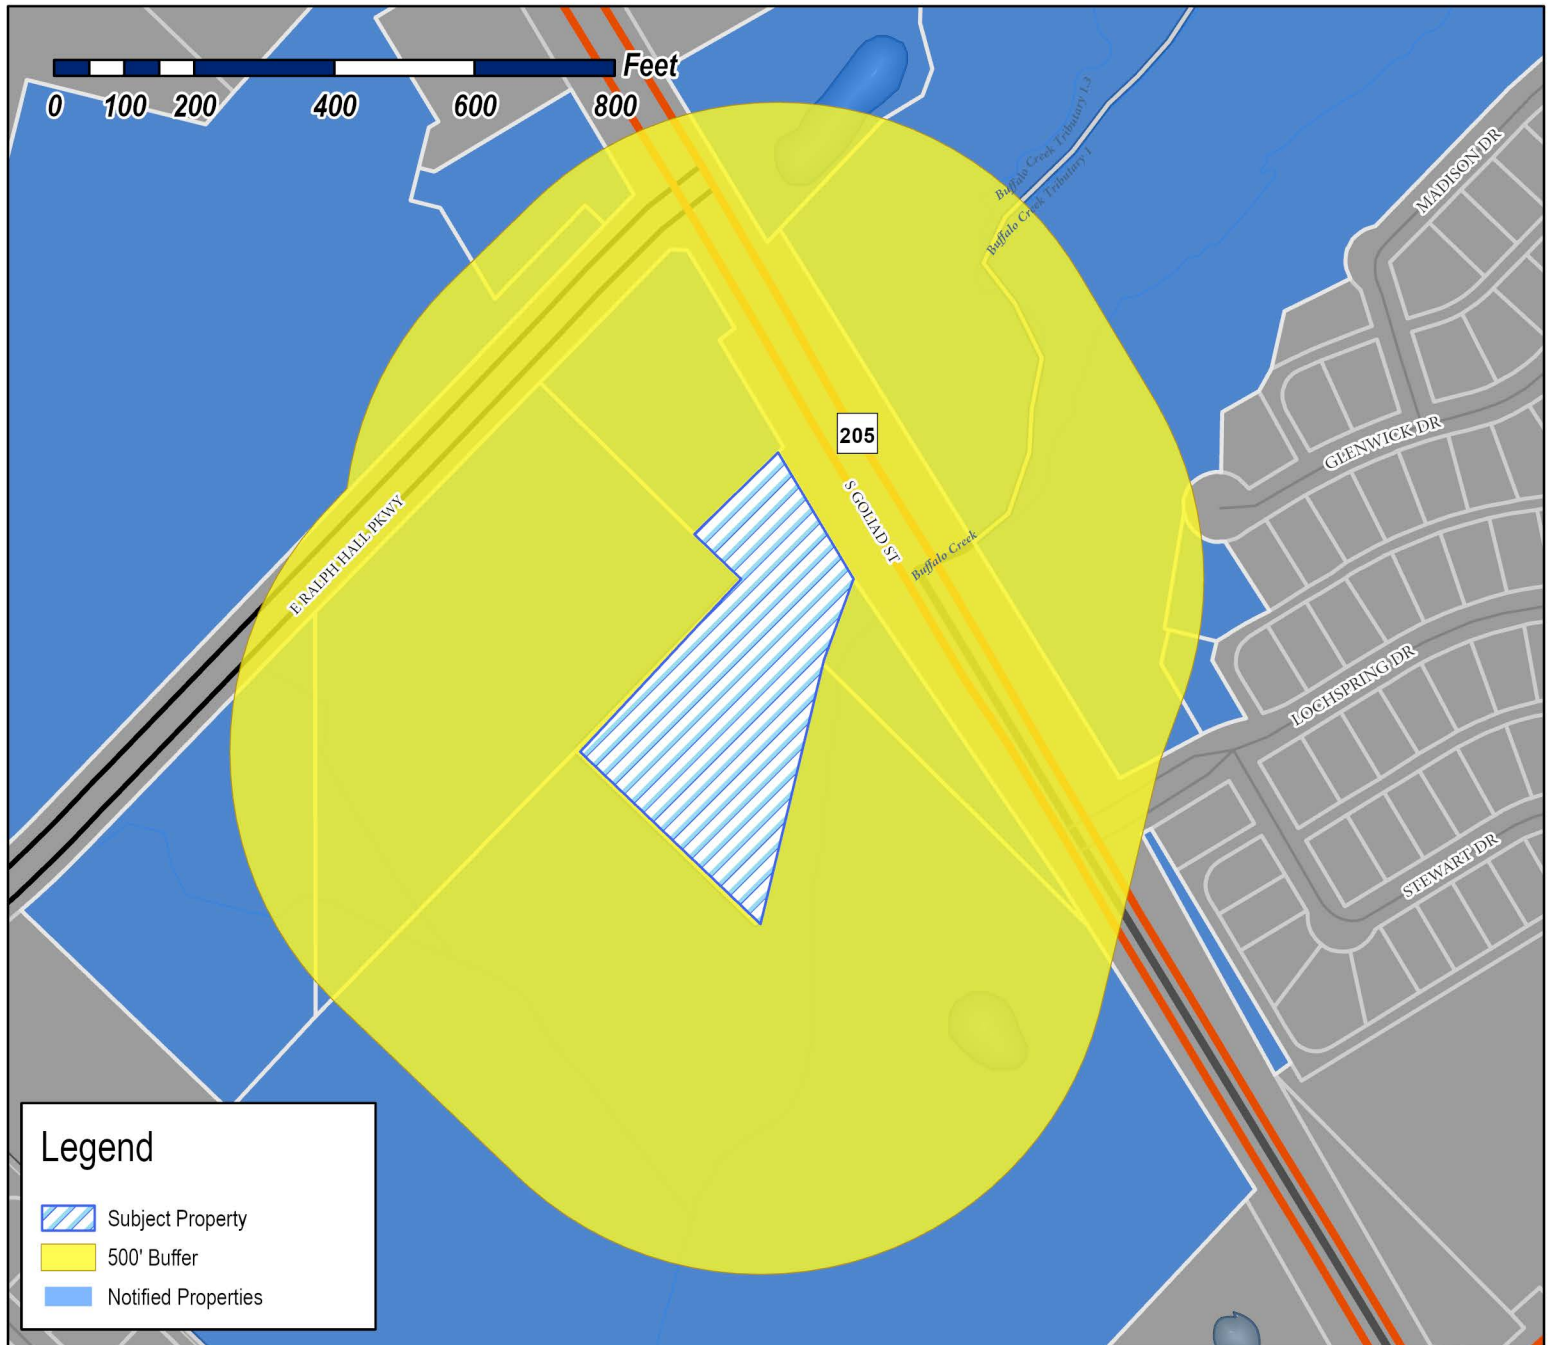 Feet
0 100 200 400 600 800
Buffalo Creek Tributary 1.3
Buffalo Creek Tributary 1
MADISON DR
205
GLENWICK DR
S GOLIAD ST
E RALPH HALL PKWY
Buffalo Creek
LOCHSPRING DR
STEWART DR
Legend
Subject Property
500' Buffer
Notified Properties